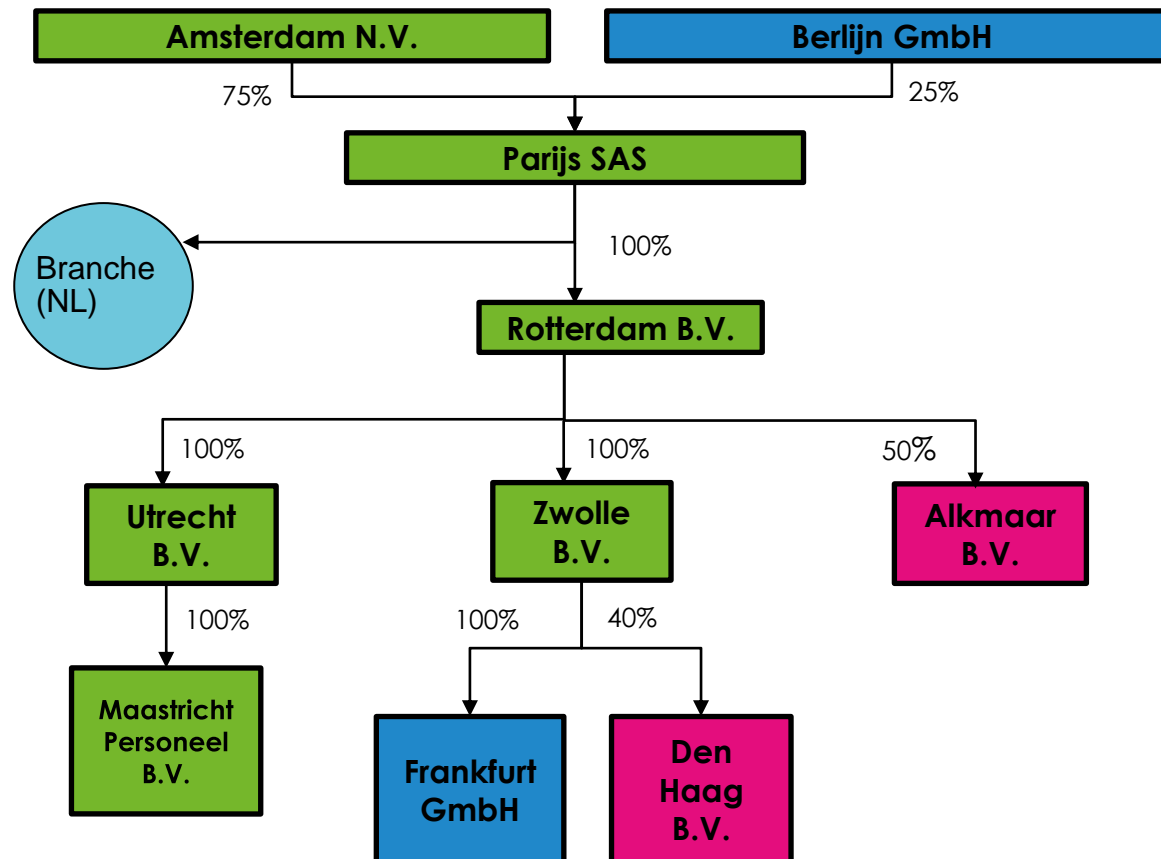 Amsterdam N.V.
Berlijn GmbH
75%
25%
Parijs SAS
Branche
(NL)
100%
Rotterdam B.V.
100%
100%
50%
Utrecht
B.V.
Zwolle
B.V.
Alkmaar
B.V.
100%
100%
40%
Maastricht
Personeel
B.V.
Frankfurt
GmbH
Den
Haag
B.V.